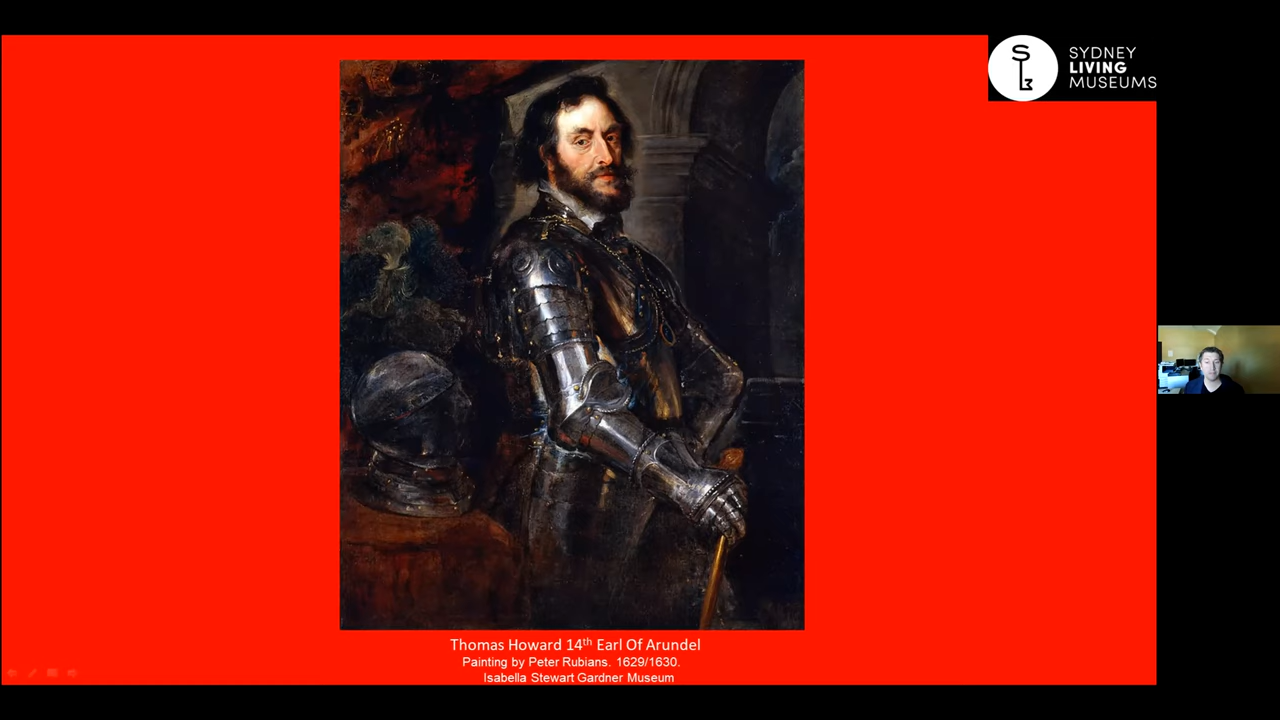 SYDNEY
LIVING
MUSEUMS
Thomas Howard 14th Earl Of Arundel
Painting by Peter Rubians. 1629/1630.
Isabella Stewart Gardner Museum